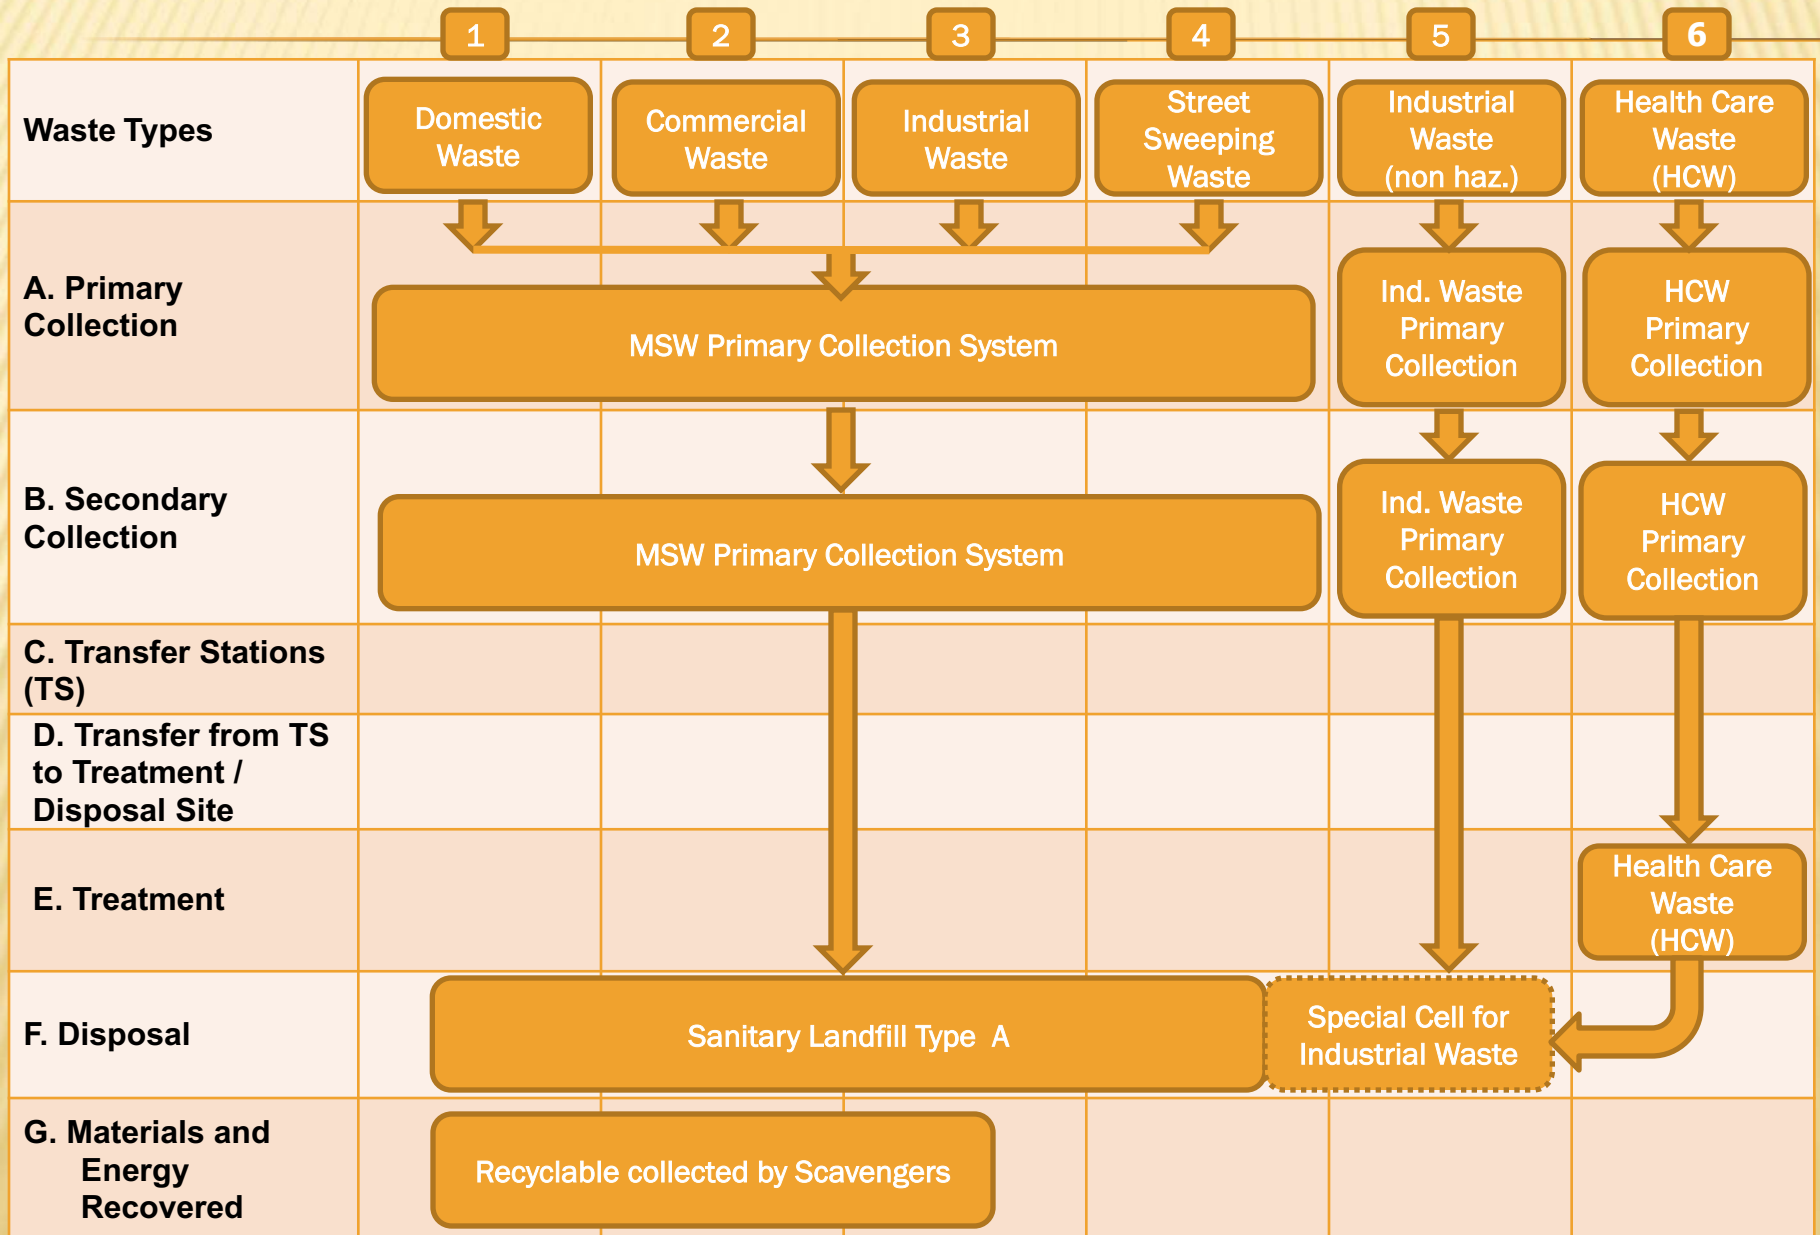 1
2
3
4
5
6
Waste Types
Domestic
Waste
Commercial
Waste
Industrial
Waste
Street
Sweeping
Waste
Industrial
Waste
(non haz.)
Health Care
Waste
(HCW)
A. Primary
Collection
MSW Primary Collection System
Ind. Waste
Primary
Collection
HCW
Primary
Collection
B. Secondary
Collection
MSW Primary Collection System
Ind. Waste
Primary
Collection
HCW
Primary
Collection
C. Transfer Stations
(TS)
D. Transfer from TS
to Treatment /
Disposal Site
E. Treatment
Health Care
Waste
(HCW)
F. Disposal
Sanitary Landfill Type A
Special Cell for
Industrial Waste
G. Materials and
Energy
Recovered
Recyclable collected by Scavengers